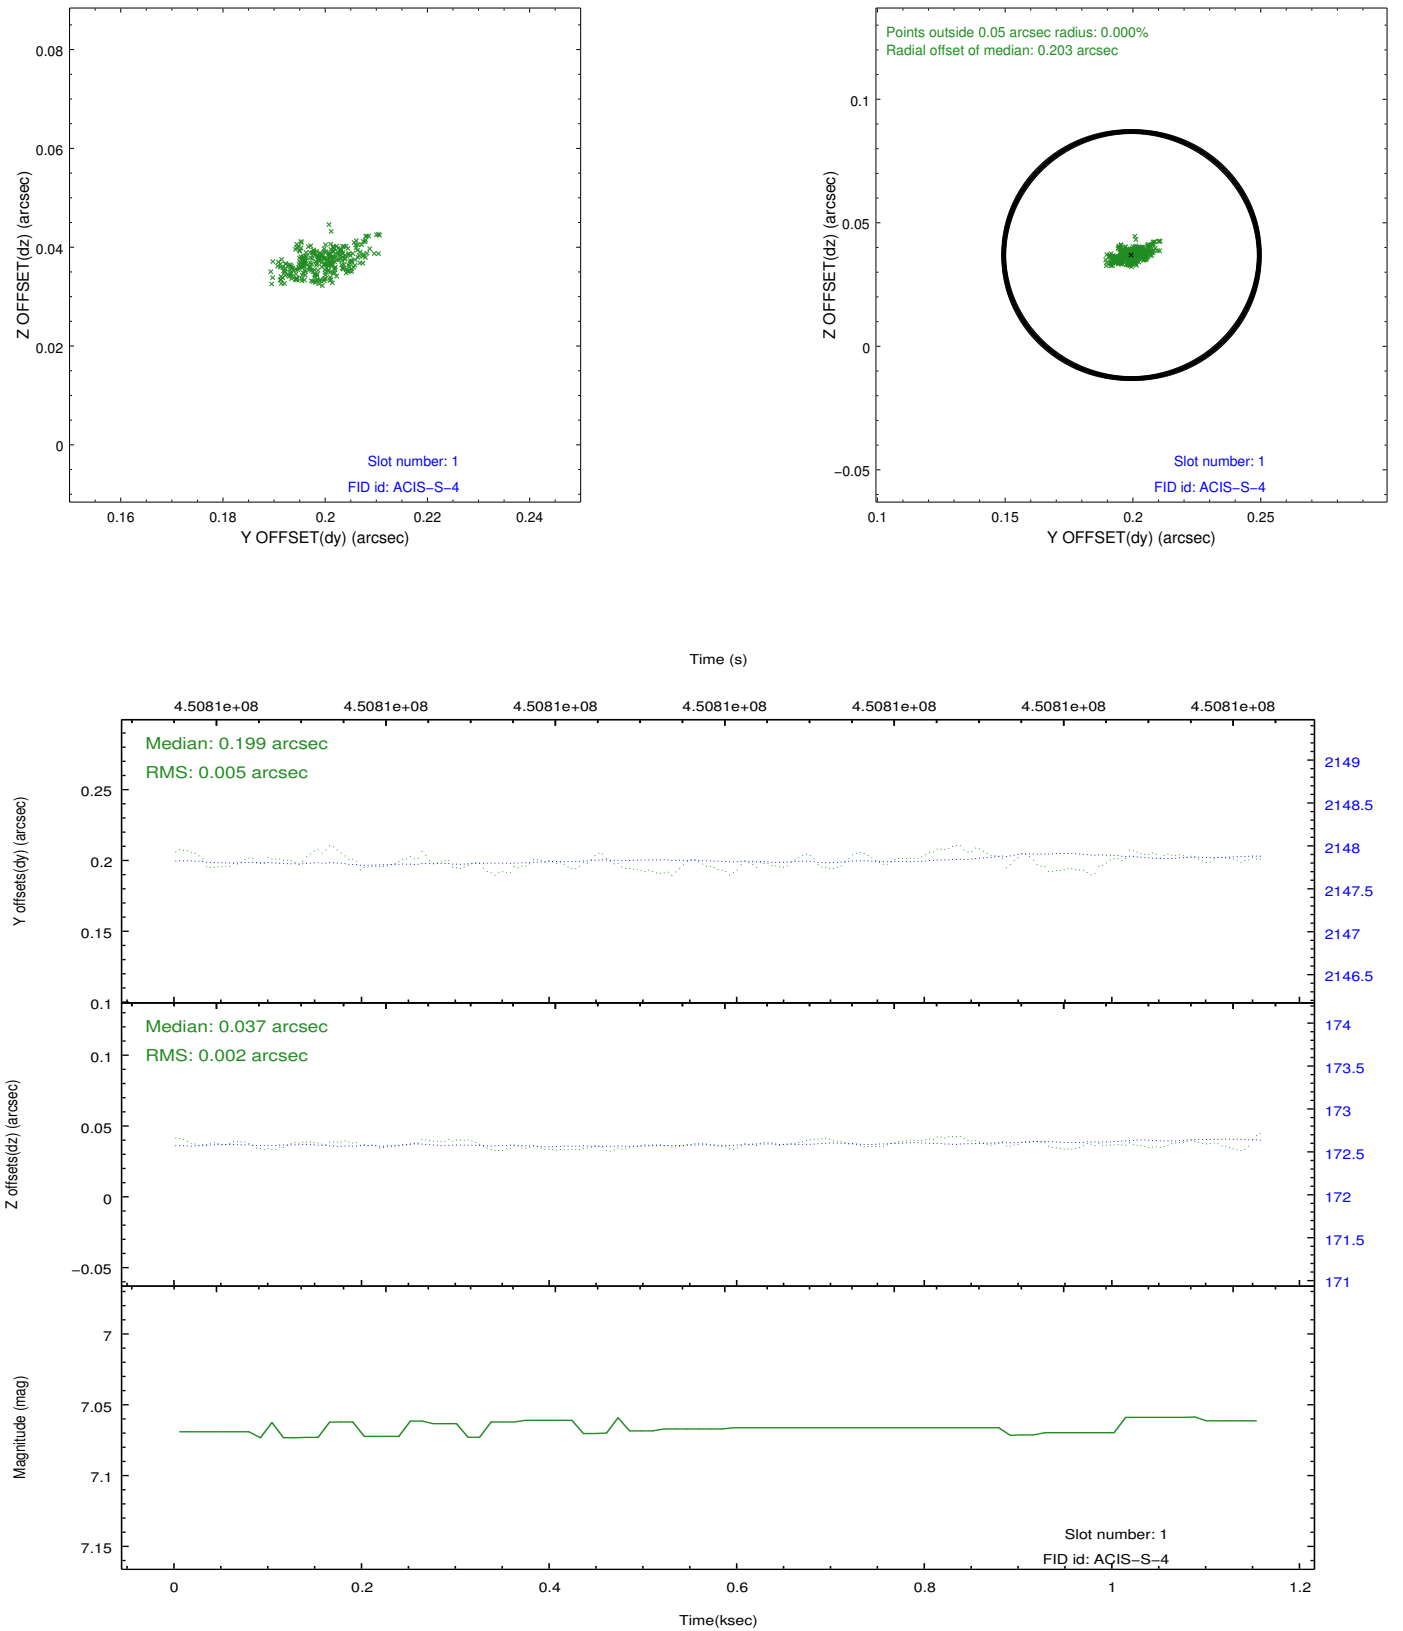 0.08
0.06
0.04
0.02
0
Z OFFSET(dz) (arcsec)
Slot number: 1
FID id: ACIS−S−4
0.16 0.18 0.2 0.22 0.24
Y OFFSET(dy) (arcsec)
Points outside 0.05 arcsec radius: 0.000%
Radial offset of median: 0.203 arcsec
0.1
0.05
0
−0.05
Z OFFSET(dz) (arcsec)
Slot number: 1
FID id: ACIS−S−4
0.1 0.15 0.2 0.25
Y OFFSET(dy) (arcsec)
Time (s)
4.5081e+08 4.5081e+08 4.5081e+08 4.5081e+08 4.5081e+08 4.5081e+08 4.5081e+08
Median: 0.199 arcsec
RMS: 0.005 arcsec
0.25
0.2
0.15
0.1
Y offsets(dy) (arcsec)
2149
2148.5
2148
2147.5
2147
2146.5
Median: 0.037 arcsec
RMS: 0.002 arcsec
0.1
0.05
0
−0.05
Z offsets(dz) (arcsec)
174
173.5
173
172.5
172
171.5
171
7
7.05
7.1
7.15
Magnitude (mag)
Slot number: 1
FID id: ACIS−S−4
0 0.2 0.4 0.6 0.8 1 1.2
Time(ksec)